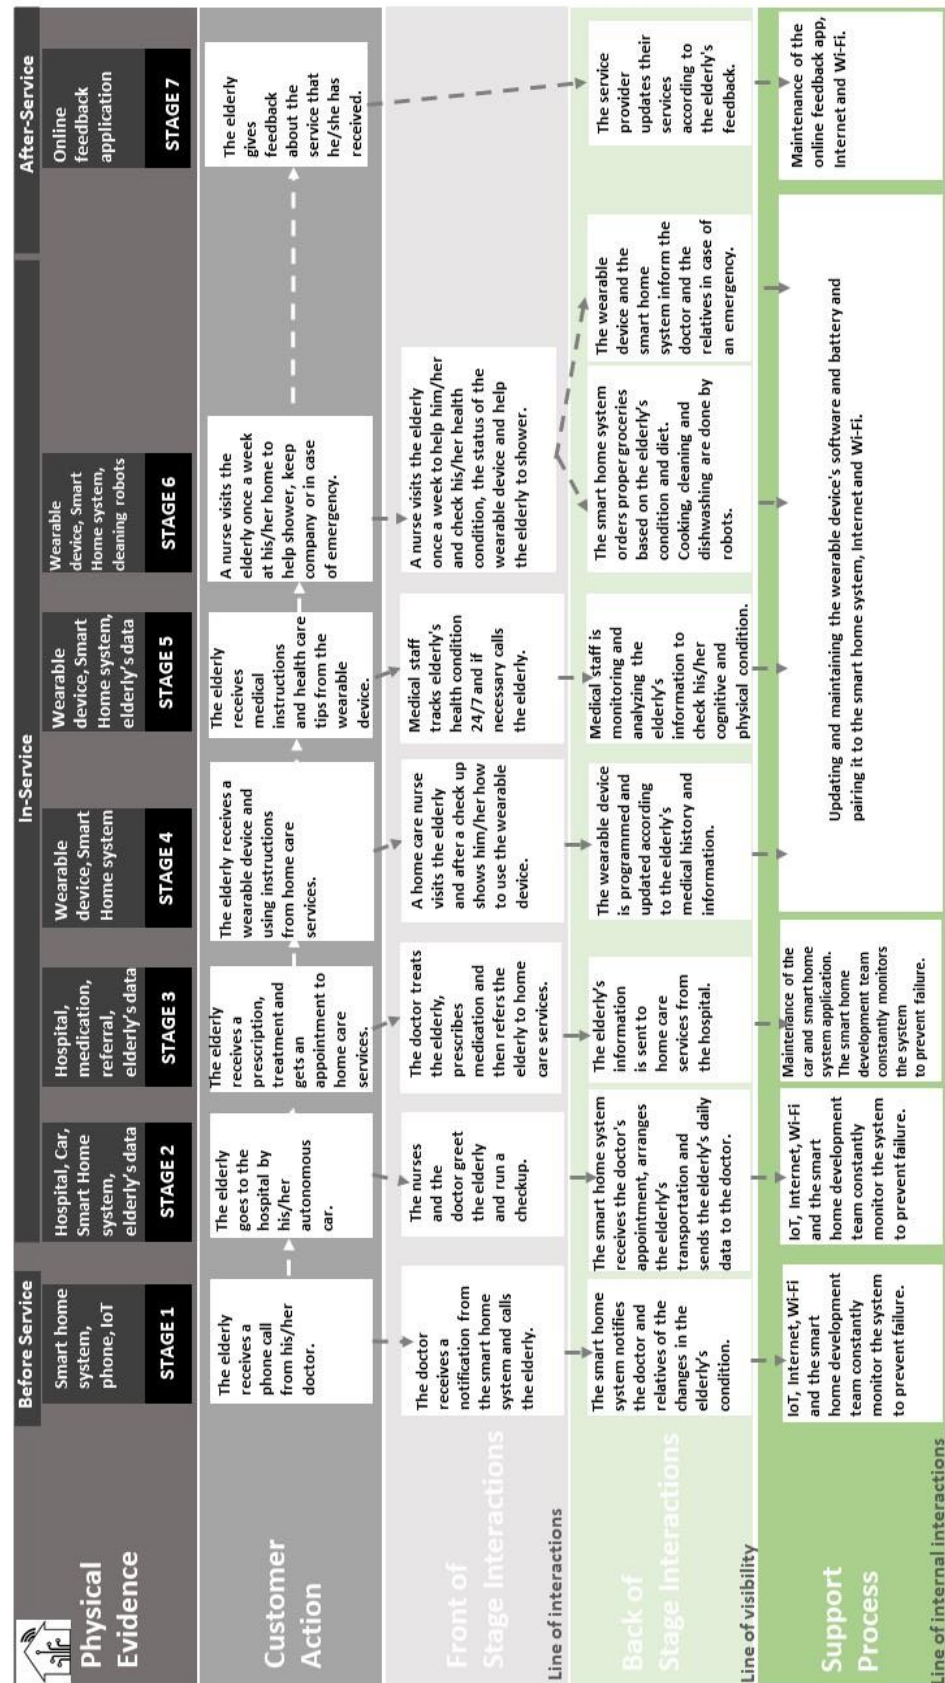 Before Service
In-Service
After-Service
Physical
Evidence
Smart home
system,
phone, IoT
STAGE 1
Hospital, Car,
Smart Home
system,
elderly's data
STAGE 2
Hospital,
medication,
referral,
elderly's data
STAGE 3
Wearable
device, Smart
Home system
STAGE 4
Wearable
device, Smart
Home system,
elderly's data
STAGE 5
Wearable
device, Smart
Home system,
cleaning robots
STAGE 6
Online
feedback
application
STAGE 7
Customer
Action
The elderly
receives a
phone call
from his/her
doctor.
The elderly
goes to the
hospital by
his/her
autonomous
car.
The elderly
receives a
prescription,
treatment and
gets an
appointment to
home care
services.
The elderly receives a
wearable device and
using instructions
from home care
services.
The elderly
receives
medical
instructions
and health care
tips from the
wearable
device.
A nurse visits the
elderly once a week
at his/her home to
help shower, keep
company or in case
of emergency.
The elderly
gives
feedback
about the
service that
he/she has
received.
Front of
Stage Interactions
The doctor
receives a
notification from
the smart home
system and calls
the elderly.
The nurses
and the
doctor greet
the elderly
and run a
checkup.
The doctor treats
the elderly,
prescribes
medication and
then refers the
elderly to home
care services.
A home care nurse
visits the elderly
and after a check up
shows him/her how
to use the wearable
device.
Medical staff
tracks elderly's
health condition
24/7 and if
necessary calls
the elderly.
A nurse visits the elderly
once a week to help him/her
and check his/her health
condition, the status of the
wearable device and help
the elderly to shower.
Line of interactions
Back of
Stage Interactions
The smart home
system notifies
the doctor and
relatives of the
changes in the
elderly's
condition.
The smart home system
receives the doctor's
appointment, arranges
the elderly's
transportation and
sends the elderly's daily
data to the doctor.
The elderly's
information
is sent to
home care
services from
the hospital.
The wearable device
is programmed and
updated according
to the elderly's
medical history and
information.
Medical staff is
monitoring and
analyzing the
elderly's
information to
check his/her
cognitive and
physical condition.
The smart home system
orders proper groceries
based on the elderly's
condition and diet.
Cooking, cleaning and
dishwashing are done by
robots.
The wearable
device and the
smart home
system inform the
doctor and the
relatives in case of
an emergency.
The service
provider
updates their
services
according to
the elderly's
feedback.
Line of visibility
Support
Process
IoT, Internet, Wi-Fi
and the smart
home development
team constantly
monitor the system
to prevent failure.
IoT, Internet, Wi-Fi
and the smart
home development
team constantly
monitor the system
to prevent failure.
Maintenance of the
car and smart home
system application.
The smart home
development team
constantly monitors
the system
to prevent failure.
Updating and maintaining the wearable device's software and battery and
pairing it to the smart home system, Internet and Wi-Fi.
Maintenance of the
online feedback app,
Internet and Wi-Fi.
Line of internal interactions